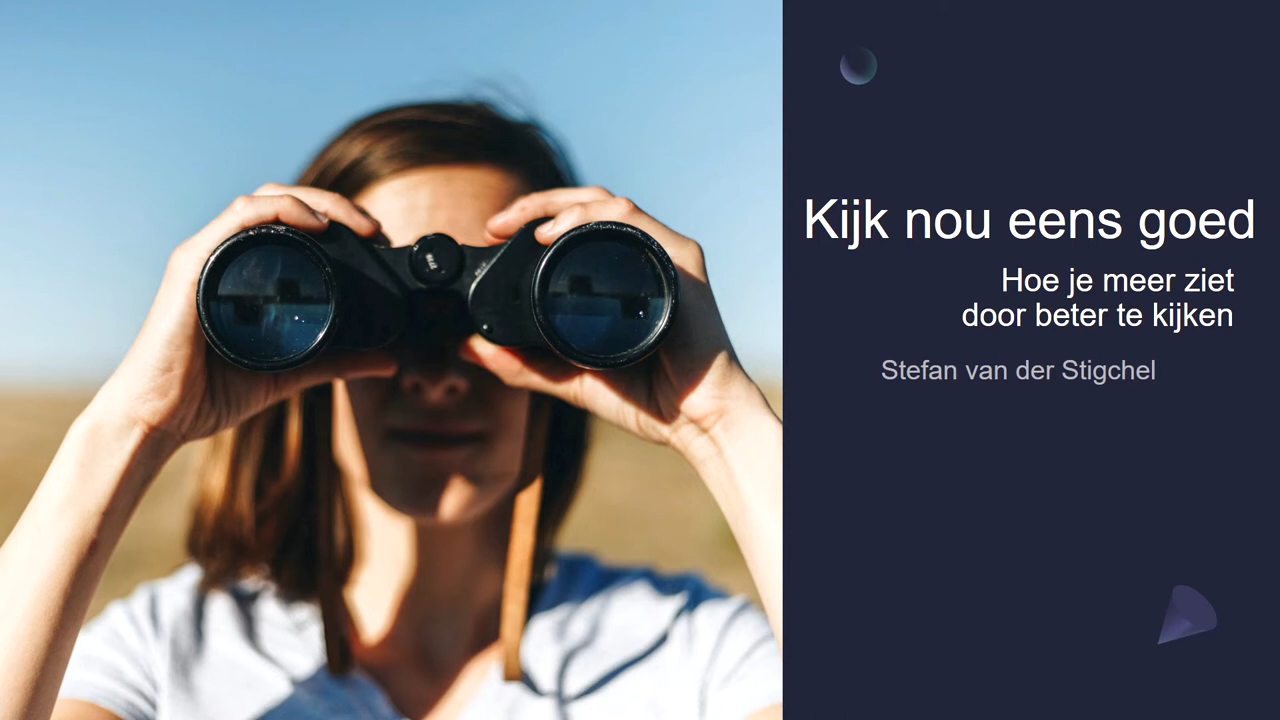 Kijk nou eens goed
Hoe je meer ziet
door beter te kijken
Stefan van der Stigchel